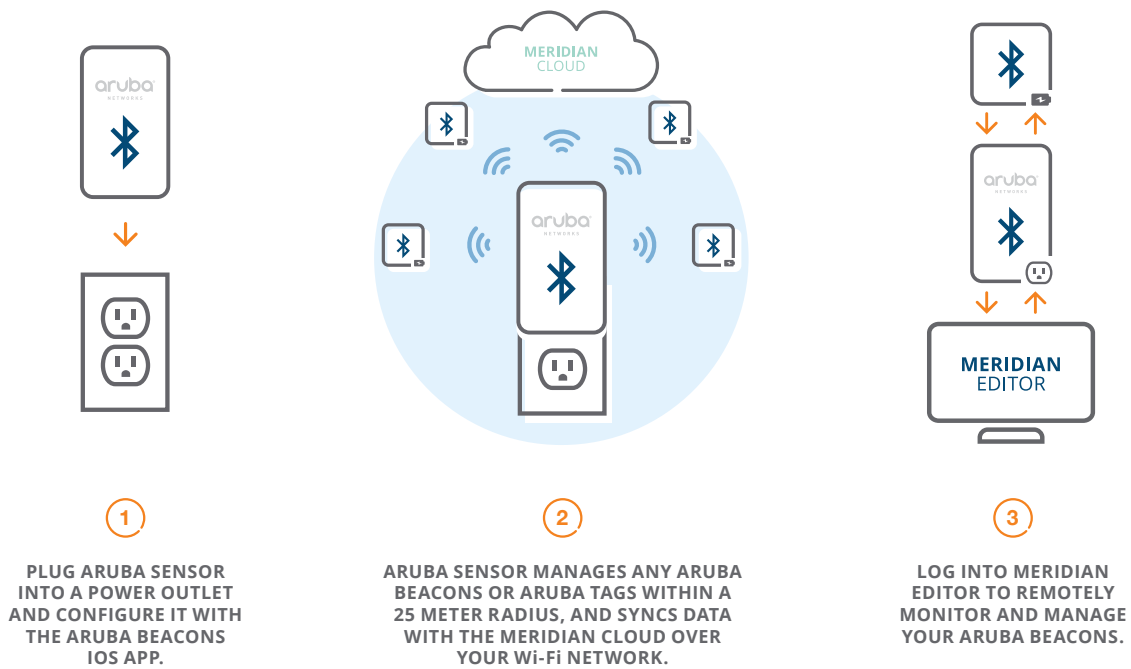 aruba
NETWORKS
1
PLUG ARUBA SENSOR
INTO A POWER OUTLET
AND CONFIGURE IT WITH
THE ARUBA BEACONS
IOS APP.
MERIDIAN
CLOUD
aruba
NETWORKS
2
ARUBA SENSOR MANAGES ANY ARUBA
BEACONS OR ARUBA TAGS WITHIN A
25 METER RADIUS, AND SYNCS DATA
WITH THE MERIDIAN CLOUD OVER
YOUR Wi-Fi NETWORK.
aruba
NETWORKS
MERIDIAN
EDITOR
3
LOG INTO MERIDIAN
EDITOR TO REMOTELY
MONITOR AND MANAGE
YOUR ARUBA BEACONS.